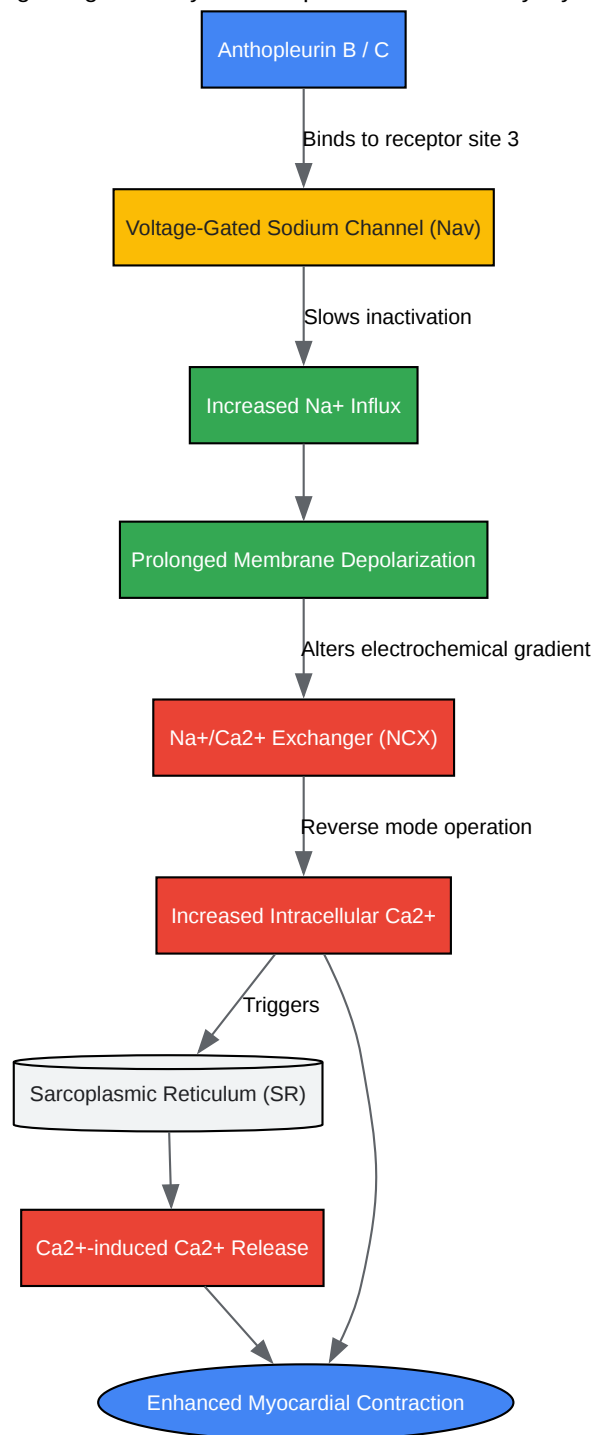 Anthopleurin B / C
Binds to receptor site 3
Voltage-Gated Sodium Channel (Nav)
Slows inactivation
Increased Na+ Influx
Prolonged Membrane Depolarization
Alters electrochemical gradient
Na+/Ca2+ Exchanger (NCX)
Reverse mode operation
Increased Intracellular Ca2+
Triggers
Sarcoplasmic Reticulum (SR)
Ca2+-induced Ca2+ Release
Enhanced Myocardial Contraction